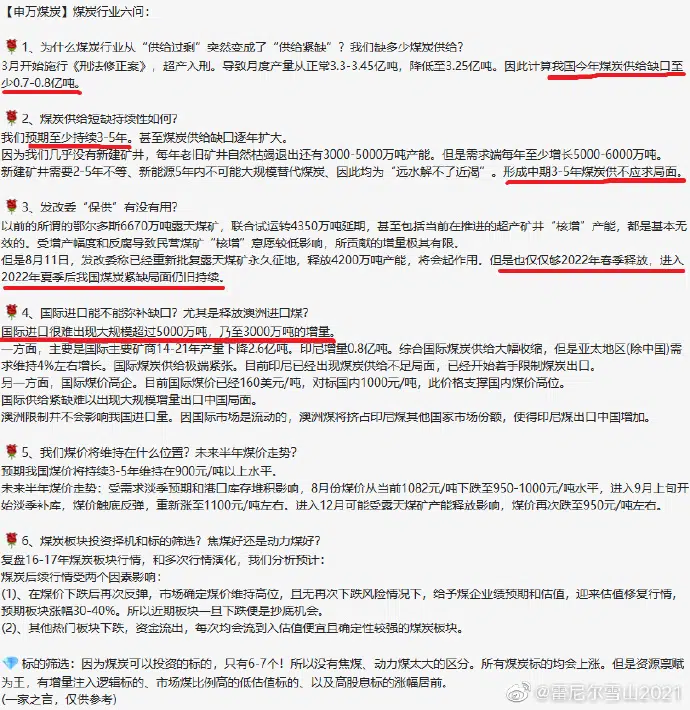 【申万煤炭】煤炭行业六问：
1、为什么煤炭行业从“供给过剩”突然变成了“供给紧缺”？我们缺多少煤炭供给？
3月开始施行《刑法修正案》，超产入刑。导致月度产量从正常3.3-3.45亿吨，降低至3.25亿吨。因此计算我国今年煤炭供给缺口至
少0.7-0.8亿吨。
2、煤炭供给短缺持续性如何？
我们预期至少持续3-5年。甚至煤炭供给缺口逐年扩大。
因为我们几乎没有新建矿井，每年老旧矿井自然枯竭退出还有3000-5000万吨产能。但是需求端每年至少增长5000-6000万吨。
新建矿井需要2-5年不等、新能源5年内不可能大规模替代煤炭、因此均为“远水解不了近渴”。形成中期3-5年煤炭供不应求局面。
3、发改委“保供”有没有用？
以前的所谓的鄂尔多斯6670万吨露天煤矿，联合试运转4350万吨延期，甚至包括当前在推进的超产矿井“核增”产能，都是基本无
效的。受增产幅度和反腐导致民营煤矿“核增”意愿较低影响，所贡献的增量极其有限。
但是8月11日，发改委称已经重新批复露天煤矿永久征地，释放4200万吨产能，将会起作用。但是也仅仅够2022年春季释放，进入
2022年夏季后我国煤炭紧缺局面仍旧持续。
4、国际进口能不能弥补缺口？尤其是释放澳洲进口煤？
国际进口很难出现大规模超过5000万吨，乃至3000万吨的增量。
一方面，主要是国际主要矿商14-21年产量下降2.6亿吨。印尼增量0.8亿吨。综合国际煤炭供给大幅收缩，但是亚太地区(除中国)需
求维持4%左右增长。国际煤炭供给极端紧张。目前印尼已经出现煤炭供给不足局面，已经开始着手限制煤炭出口。
另一方面，国际煤价高企。目前国际煤价已经160美元/吨，对标国内1000元/吨，此价格支撑国内煤价高位。
国际供给紧缺难以出现大规模增量出口中国局面。
澳洲限制并不会影响我国进口量。因国际市场是流动的，澳洲煤将挤占印尼煤其他国家市场份额，使得印尼煤出口中国增加。
5、我们煤价将维持在什么位置？未来半年煤价走势？
预期我国煤价将持续3-5年维持在900元/吨以上水平。
未来半年煤价走势：受需求淡季预期和港口库存堆积影响，8月份煤价从当前1082元/吨下跌至950-1000元/吨水平，进入9月上旬开
始淡季补库，煤价触底反弹，重新涨至1100元/吨左右。进入12月可能受露天煤矿产能释放影响，煤价再次跌至950元/吨左右。
6、煤炭板块投资择机和标的筛选？焦煤好还是动力煤好？
复盘16-17年煤炭板块行情，和多次行情演化，我们分析预计：
煤炭后续行情受两个因素影响：
(1)、在煤价下跌后再次反弹，市场确定煤价维持高位，且无再次下跌风险情况下，给予煤企业绩预期和估值，迎来估值修复行情，
预期板块涨幅30-40%。所以近期板块一旦下跌便是抄底机会。
(2)、其他热门板块下跌，资金流出，每次均会流到入估值便宜且确定性较强的煤炭板块。
标的筛选：因为煤炭可以投资的标的，只有6-7个！所以没有焦煤、动力煤太大的区分。所有煤炭标的均会上涨。但是资源禀赋
为王，有增量注入逻辑标的、市场煤比例高的低估值标的、以及高股息标的涨幅居前。
(一家之言，仅供参考)
@雷尼尔雪山2021